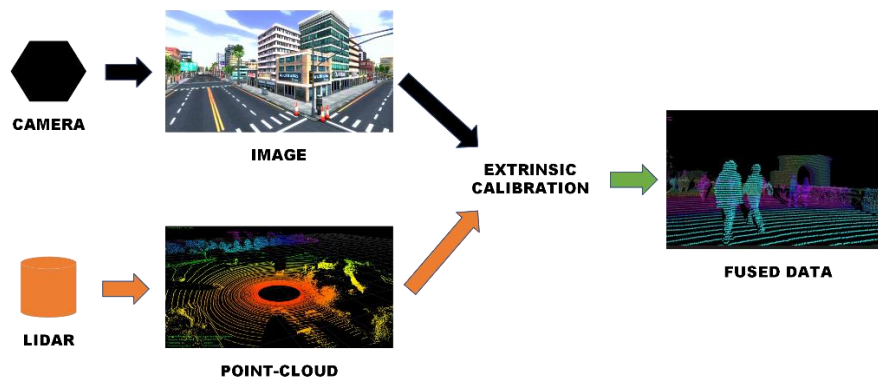 CAMERA
IMAGE
EXTRINSIC
CALIBRATION
FUSED DATA
LIDAR
POINT-CLOUD